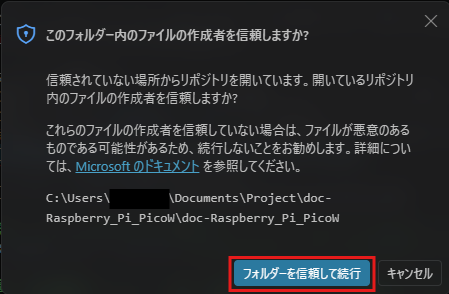 このフォルダー内のファイルの作成者を信頼しますか?
信頼されていない場所からリポジトリを開いています。開いているリポジトリ
内のファイルの作成者を信頼しますか?
これらのファイルの作成者を信頼していない場合は、ファイルが悪意のある
ものである可能性があるため、続行しないことをお勧めします。詳細につい
ては、Microsoft のドキュメント を参照してください。
C:\Users\ \Documents\Project\doc-
Raspberry_Pi_PicoW\doc-Raspberry_Pi_PicoW
フォルダーを信頼して続行
キャンセル